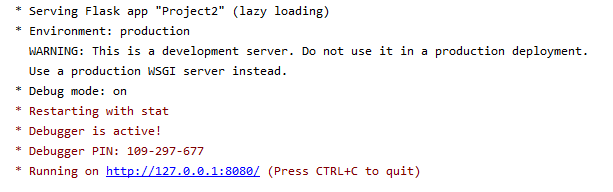 * Serving Flask app "Project2" (lazy loading)
* Environment: production
WARNING: This is a development server. Do not use it in a production deployment.
Use a production WSGI server instead.
* Debug mode: on
* Restarting with stat
* Debugger is active!
* Debugger PIN: 109-297-677
* Running on http://127.0.0.1:8080/ (Press CTRL+C to quit)